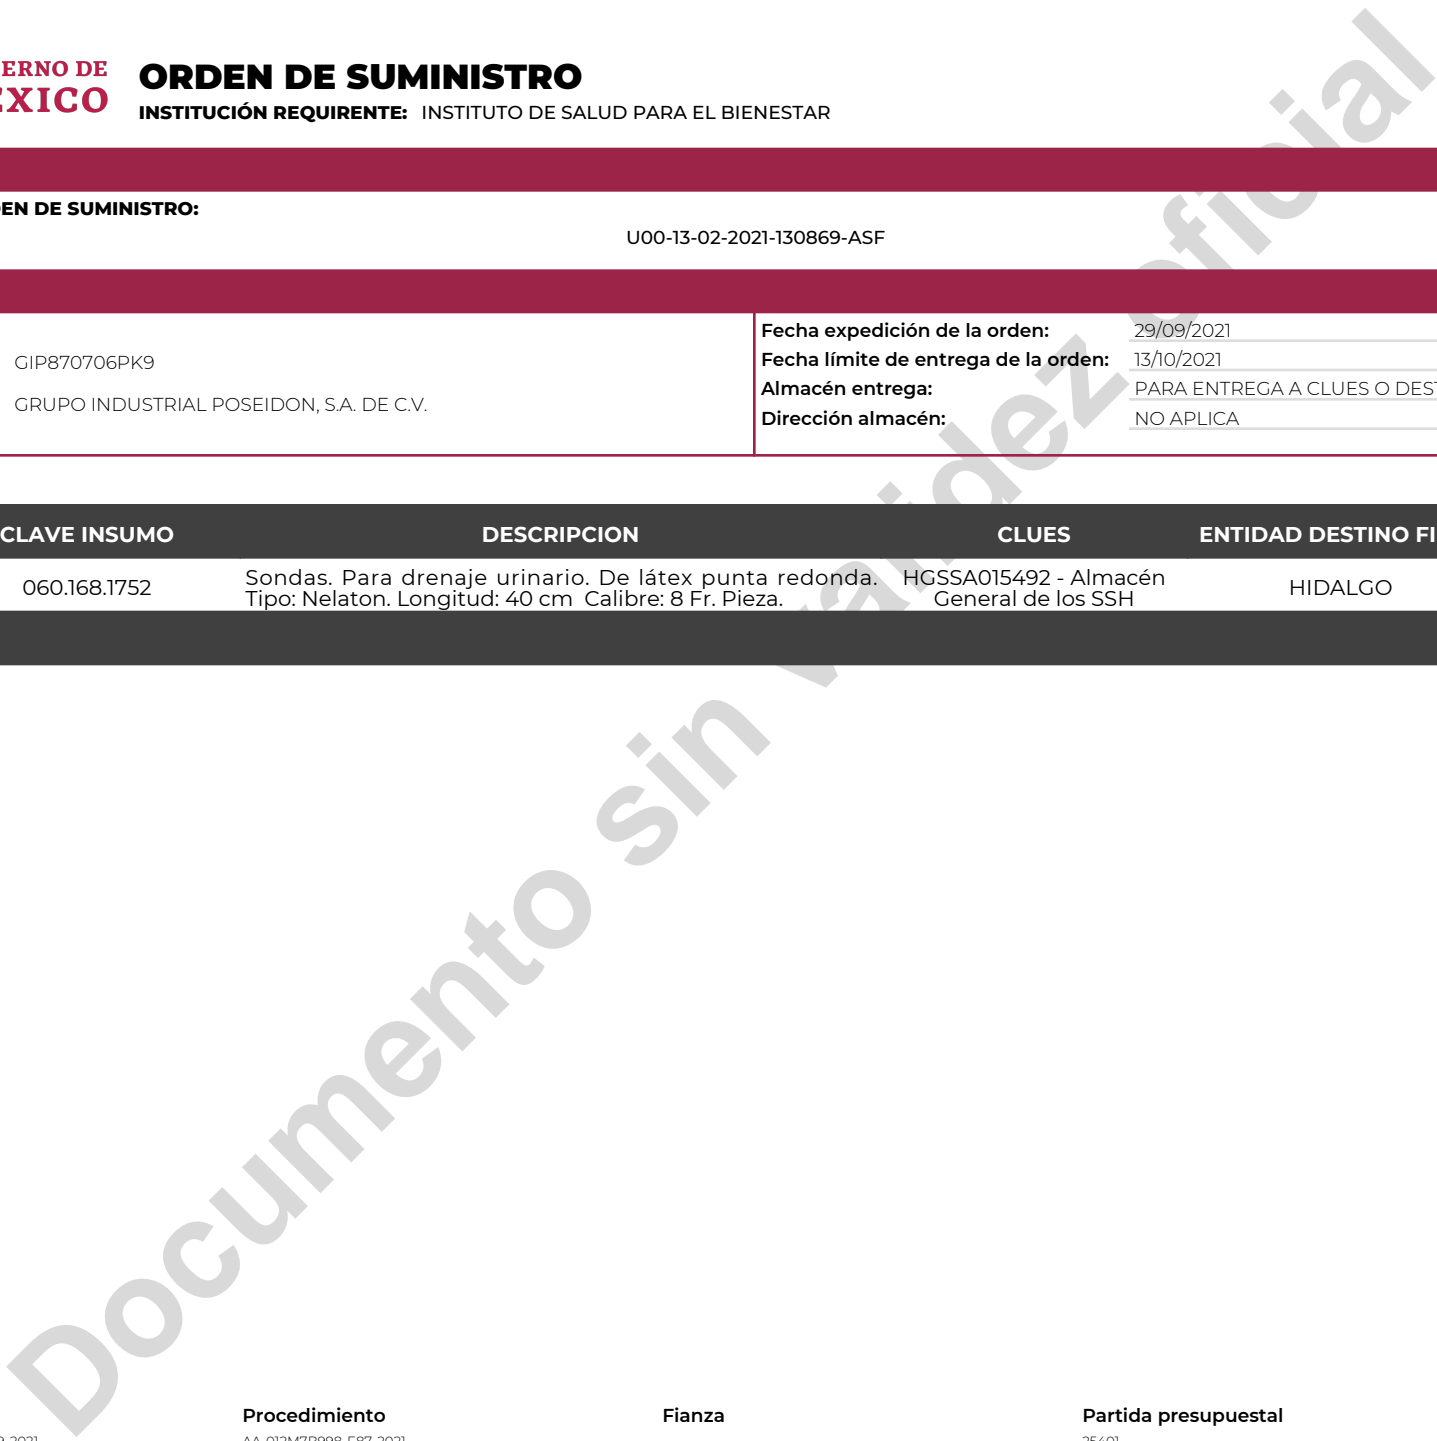 ERNO DE
EXICO
ORDEN DE SUMINISTRO
INSTITUCIÓN REQUIRENTE: INSTITUTO DE SALUD PARA EL BIENESTAR
EN DE SUMINISTRO:
U00-13-02-2021-130869-ASF
GIP870706PK9
GRUPO INDUSTRIAL POSEIDON, S.A. DE C.V.
Fecha expedición de la orden: 29/09/2021
Fecha límite de entrega de la orden: 13/10/2021
Almacén entrega: PARA ENTREGA A CLUES O DEST
Dirección almacén: NO APLICA
CLAVE INSUMO DESCRIPCION CLUES ENTIDAD DESTINO FI
060.168.1752 Sondas. Para drenaje urinario. De látex punta redonda. HGSSA015492 - Almacén HIDALGO
Tipo: Nelaton. Longitud: 40 cm Calibre: 8 Fr. Pieza. General de los SSH
Documento sin validez oficial
Procedimiento Fianza Partida presupuestal